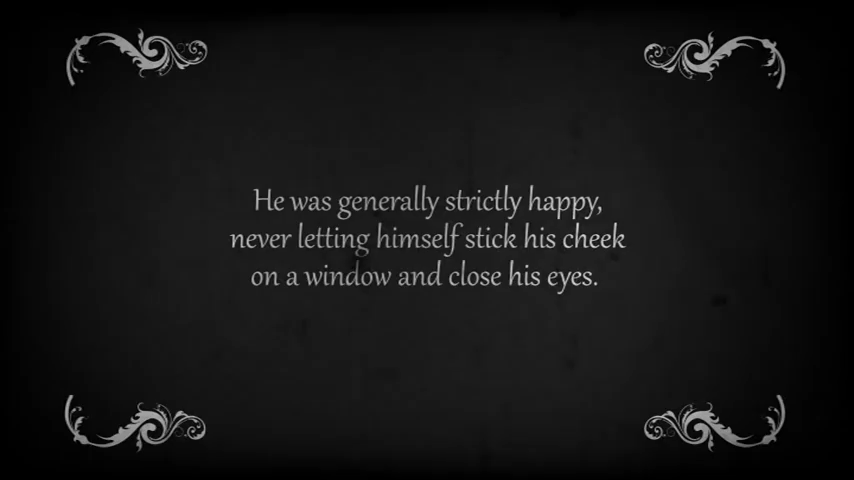 He was generally strictly happy,
never letting himself stick his cheek
on a window and close his eyes.